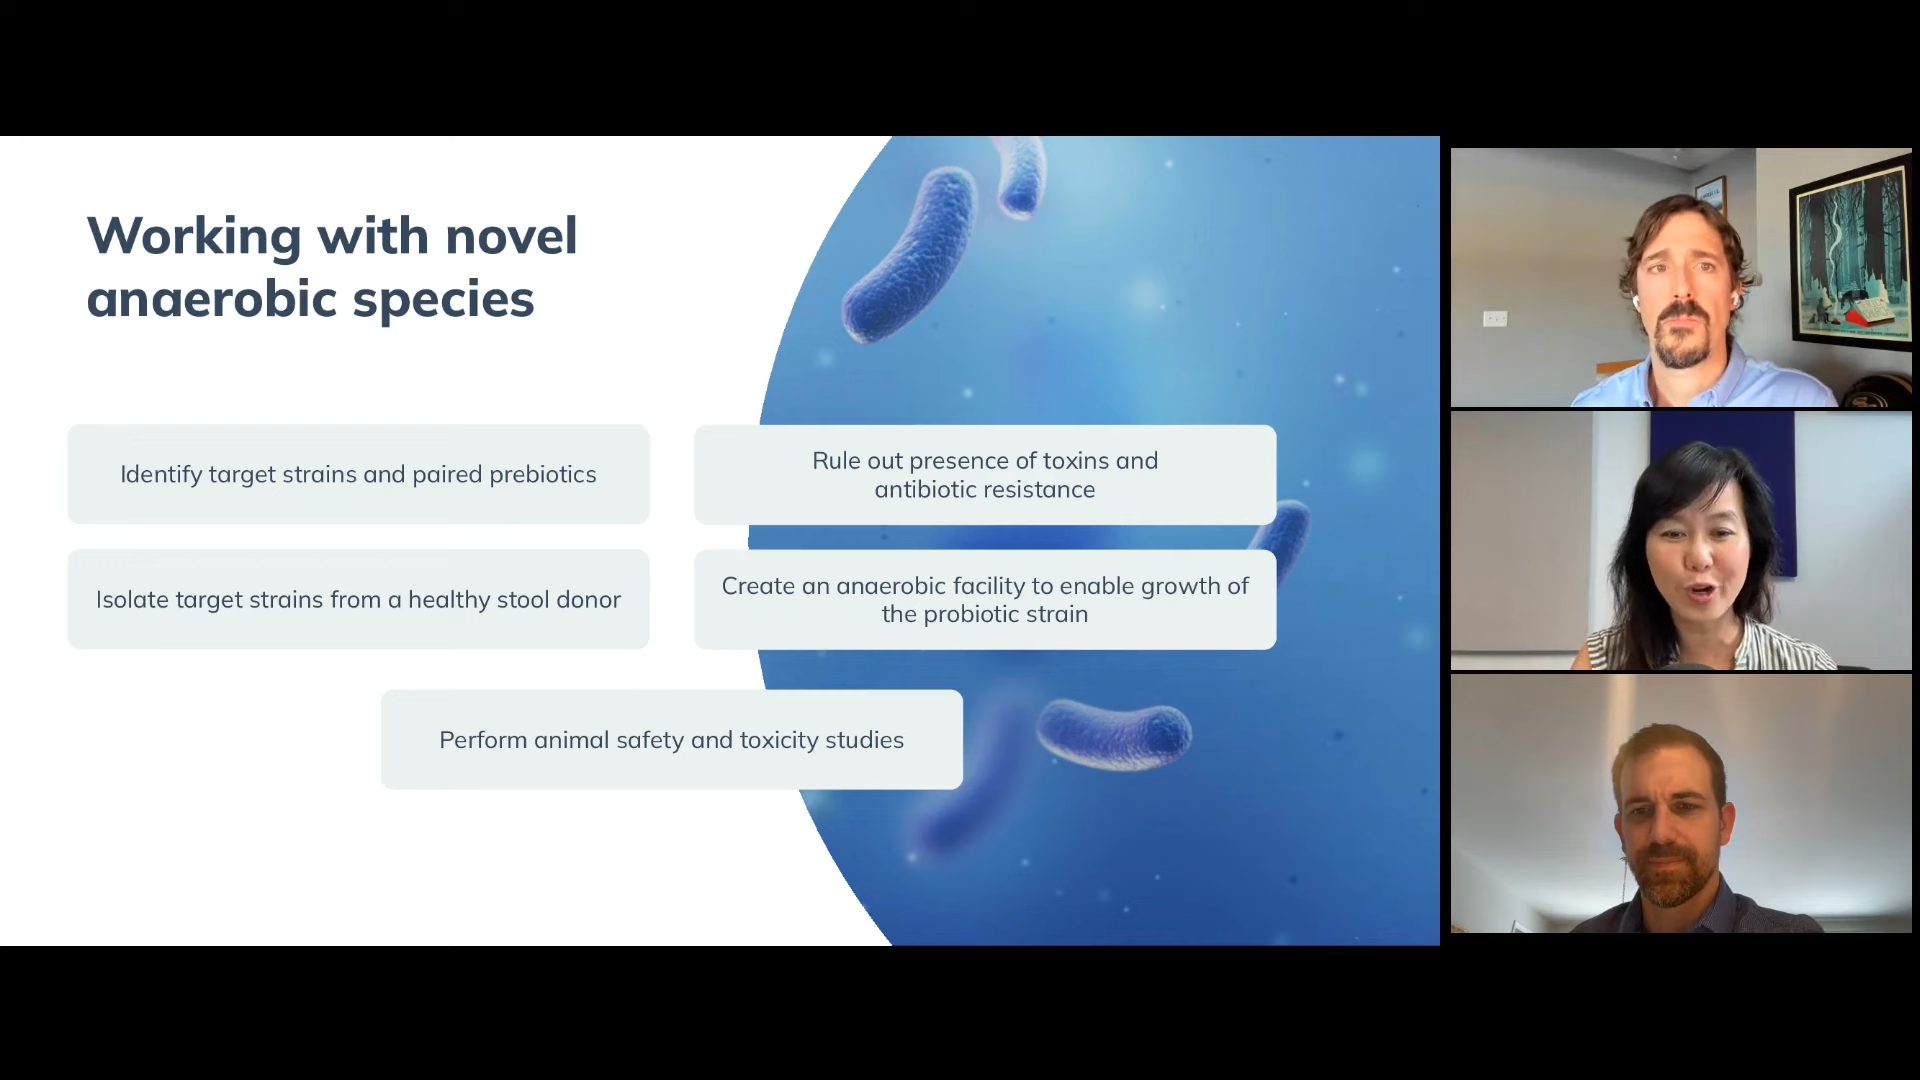 Working with novel
anaerobic species
Identify target strains and paired prebiotics
Rule out presence of toxins and
antibiotic resistance
Isolate target strains from a healthy stool donor
Create an anaerobic facility to enable growth of
the probiotic strain
Perform animal safety and toxicity studies